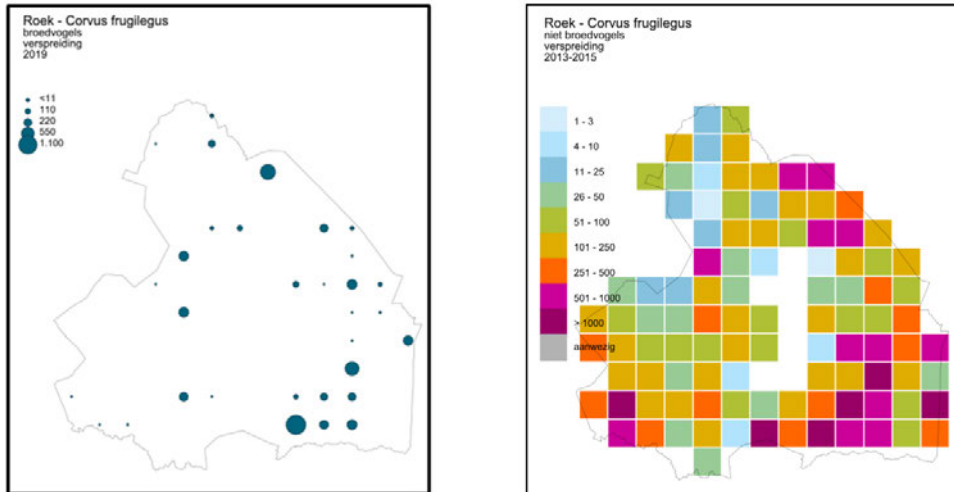 Roek - Corvus frugilegus
broedvogels
verspreiding
2019
<11
110
220
550
1.100
Roek - Corvus frugilegus
niet broedvogels
verspreiding
2013-2015
1 - 3
4 - 10
11 - 25
26 - 50
51 - 100
101 - 250
251 - 500
501 - 1000
> 1000
aanwezig